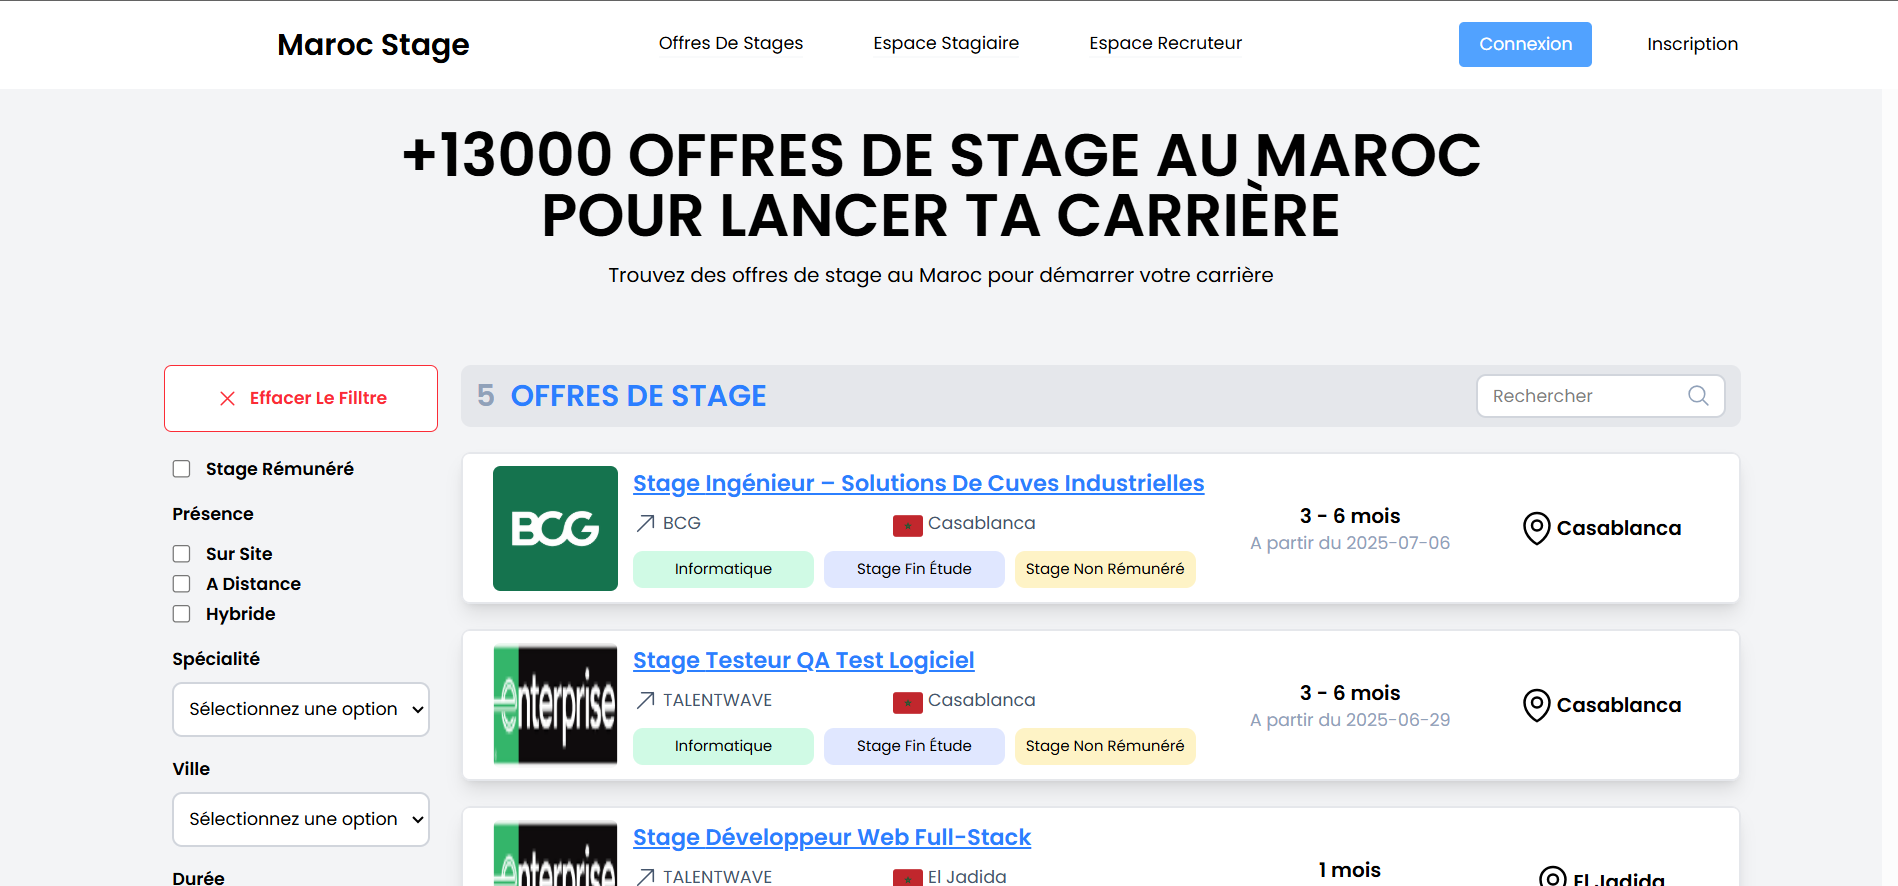 Maroc Stage
Offres De Stages
Espace Stagiaire
Espace Recruteur
Connexion
Inscription
+13000 OFFRES DE STAGE AU MAROC
POUR LANCER TA CARRIÈRE
Trouvez des offres de stage au Maroc pour démarrer votre carrière
Effacer Le Filltre
Stage Rémunéré
Présence
Sur Site
A Distance
Hybride
Spécialité
Sélectionnez une option
Ville
Sélectionnez une option
Durée
5 OFFRES DE STAGE
Rechercher
BCG
Stage Ingénieur – Solutions De Cuves Industrielles
BCG
Casablanca
Informatique
Stage Fin Étude
Stage Non Rémunéré
3 - 6 mois
A partir du 2025-07-06
Casablanca
enterprise
Stage Testeur QA Test Logiciel
TALENTWAVE
Casablanca
Informatique
Stage Fin Étude
Stage Non Rémunéré
3 - 6 mois
A partir du 2025-06-29
Casablanca
enterprise
Stage Développeur Web Full-Stack
TALENTWAVE
El Jadida
1 mois
El Jadida